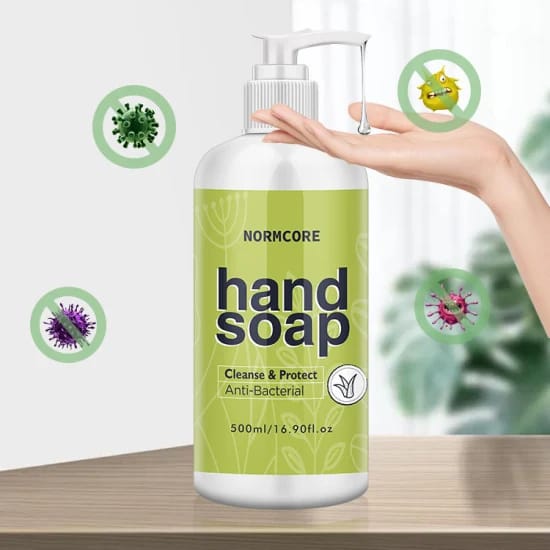 NORMCORE
hand
soap
Cleanse & Protect
Anti-Bacterial
500ml/16.90fl.oz